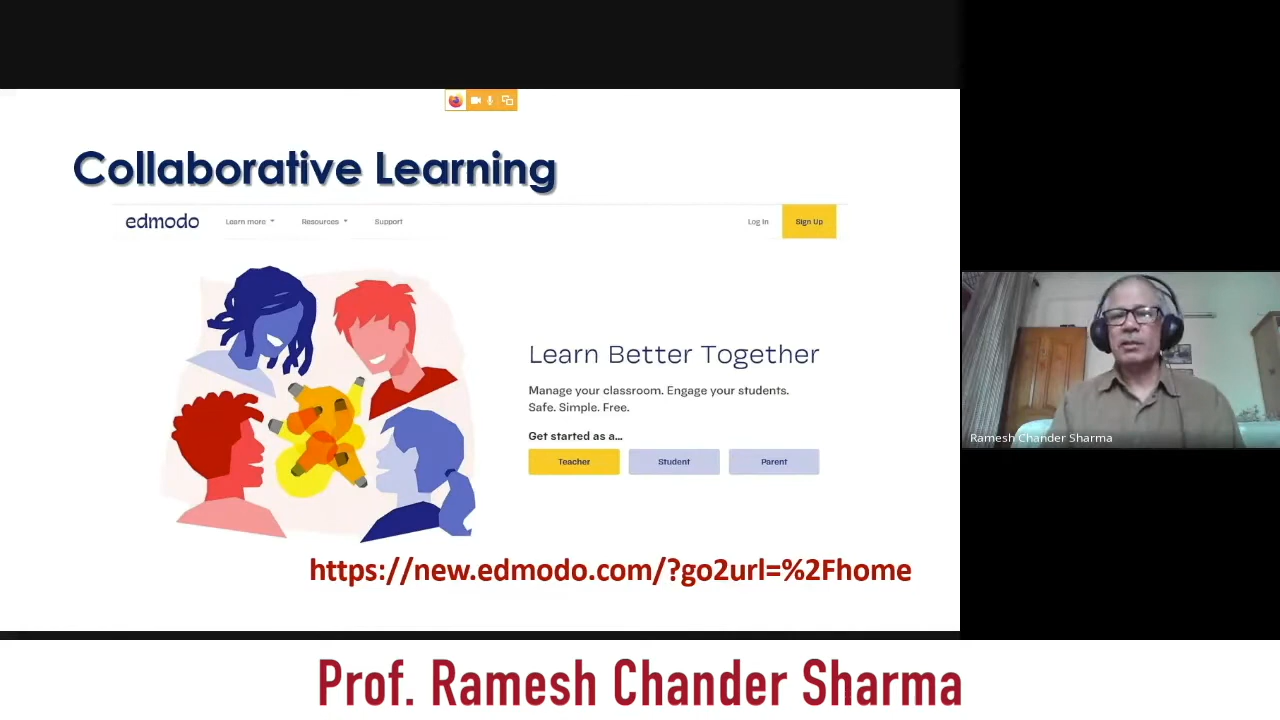 Collaborative Learning
edmodo Learn more Resources Support Log In Sign Up
Learn Better Together
Manage your classroom. Engage your students.
Safe. Simple. Free.
Get started as a...
Teacher Student Parent
https://new.edmodo.com/?go2url=%2Fhome
Ramesh Chander Sharma
Prof. Ramesh Chander Sharma